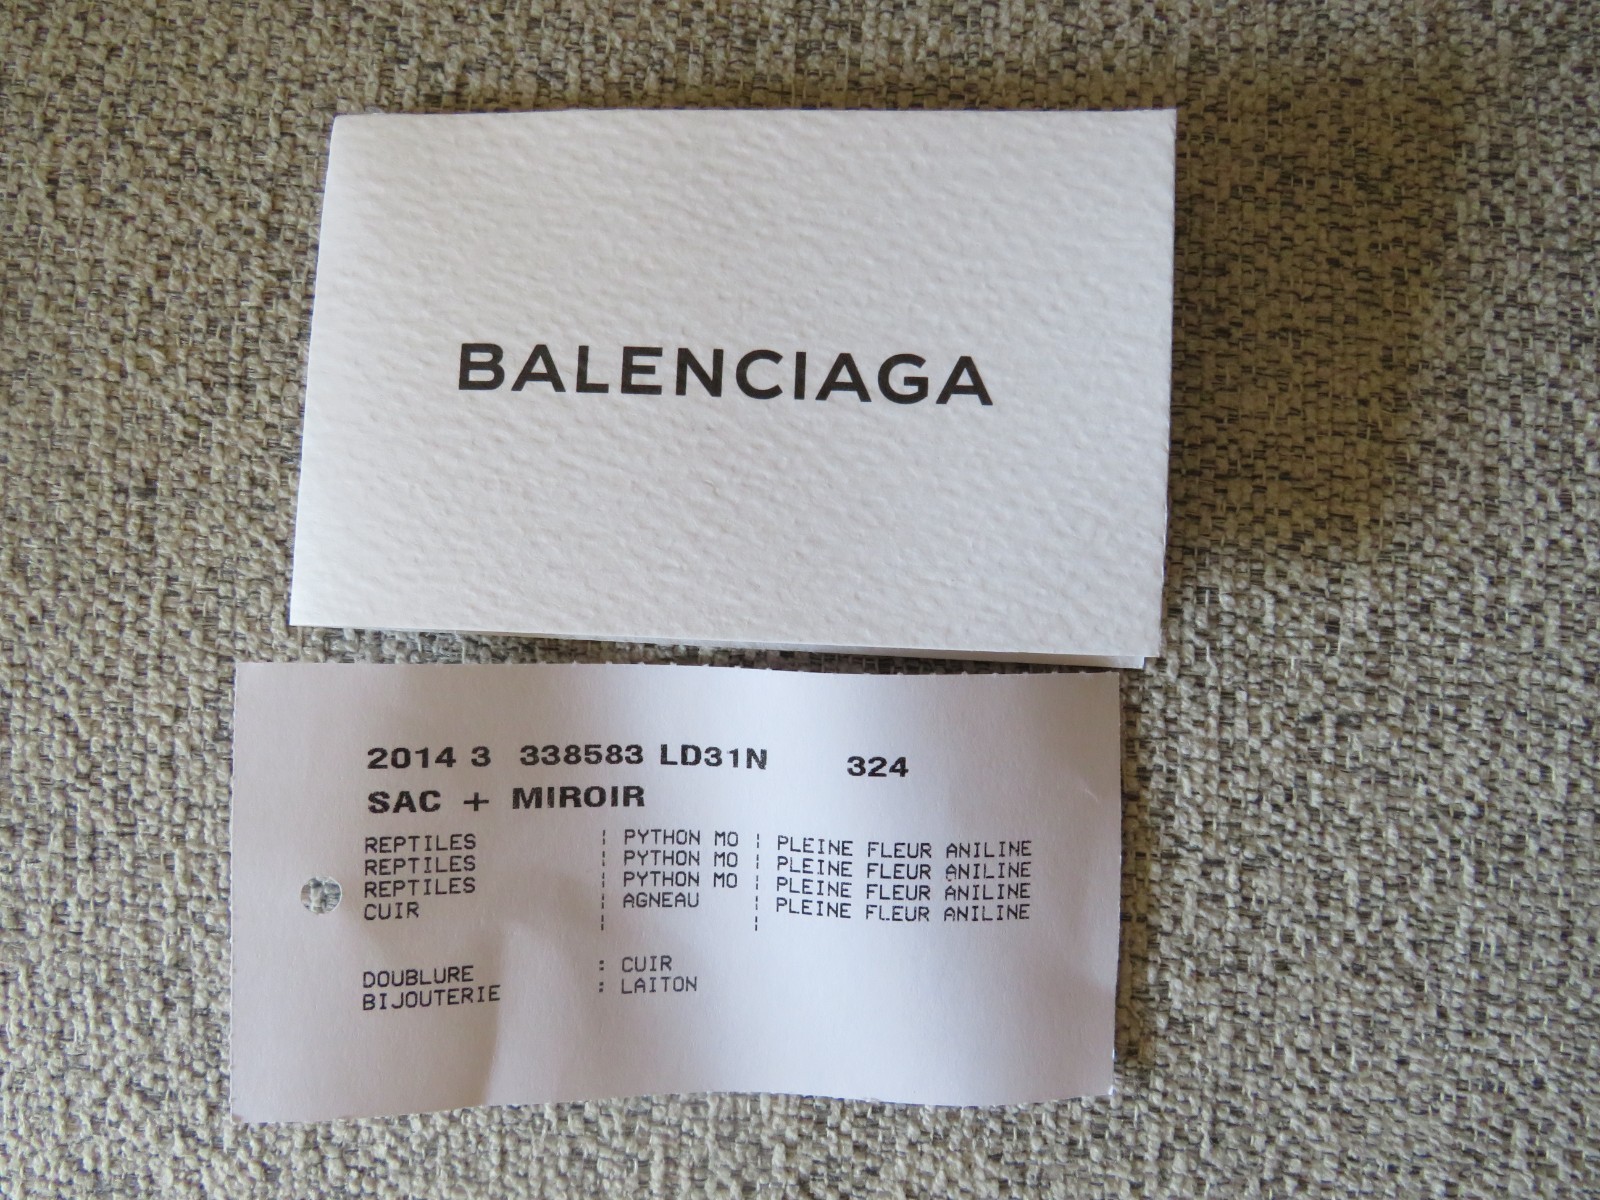 BALENCIAGA
2014 3 338583 LD31N 324
SAC + MIROIR
REPTILES ¦ PYTHON MO ¦ PLEINE FLEUR ANILINE
REPTILES ¦ PYTHON MO ¦ PLEINE FLEUR ANILINE
REPTILES ¦ PYTHON MO ¦ PLEINE FLEUR ANILINE
CUIR ¦ AGNEAU ¦ PLEINE FLEUR ANILINE
DOUBLURE : CUIR
BIJOUTERIE : LAITON